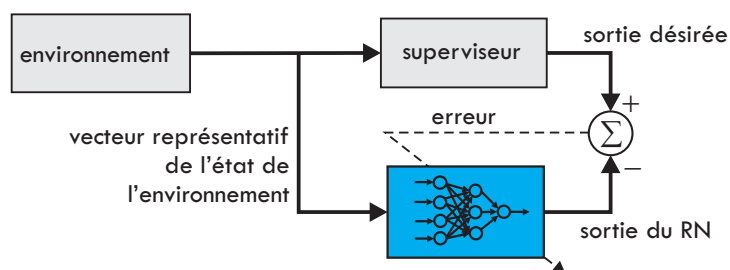 environnement
superviseur
sortie désirée
+
erreur
Σ
−
vecteur représentatif
de l'état de
l'environnement
sortie du RN